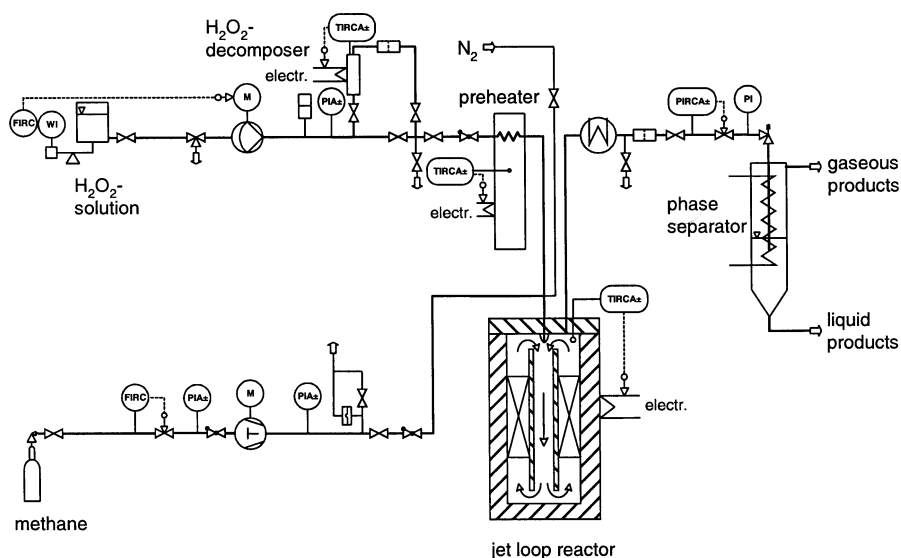 H₂O₂-
decomposer
TIRCA±
electr.
N₂
FIRC
WI
M
PIA±
preheater
H₂O₂-
solution
TIRCA±
electr.
PIRCA±
PI
gaseous
products
phase
separator
liquid
products
TIRCA±
electr.
FIRC
PIA±
M
PIA±
methane
jet loop reactor